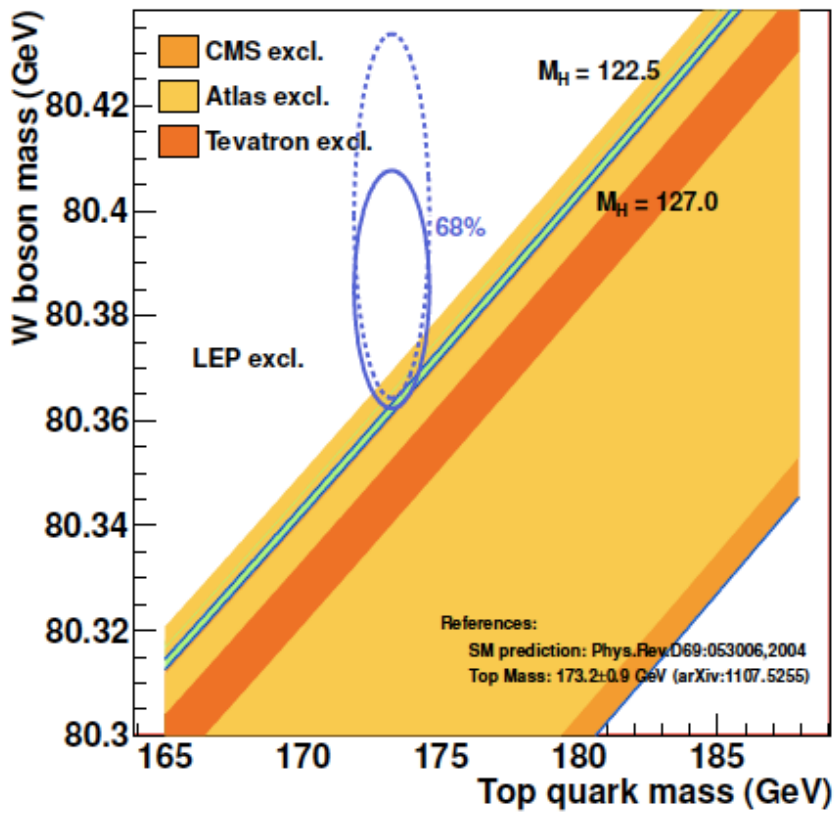 CMS excl.
Atlas excl.
Tevatron excl.
M_H = 122.5
M_H = 127.0
68%
LEP excl.
References:
SM prediction: Phys.Rev.D69:053006,2004
Top Mass: 173.2±0.9 GeV (arXiv:1107.5255)
W boson mass (GeV)
80.42
80.4
80.38
80.36
80.34
80.32
80.3
165 170 175 180 185
Top quark mass (GeV)